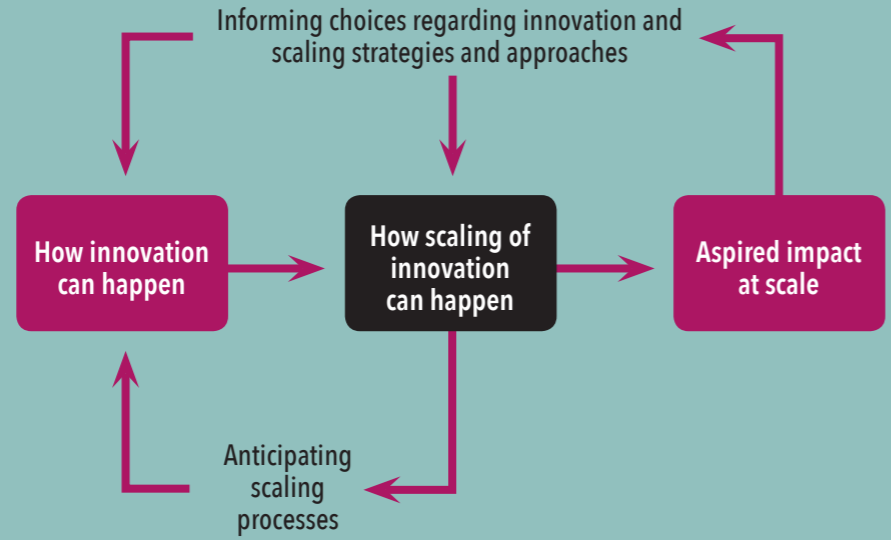 Informing choices regarding innovation and
scaling strategies and approaches
How innovation
can happen
How scaling of
innovation
can happen
Aspired impact
at scale
Anticipating
scaling
processes